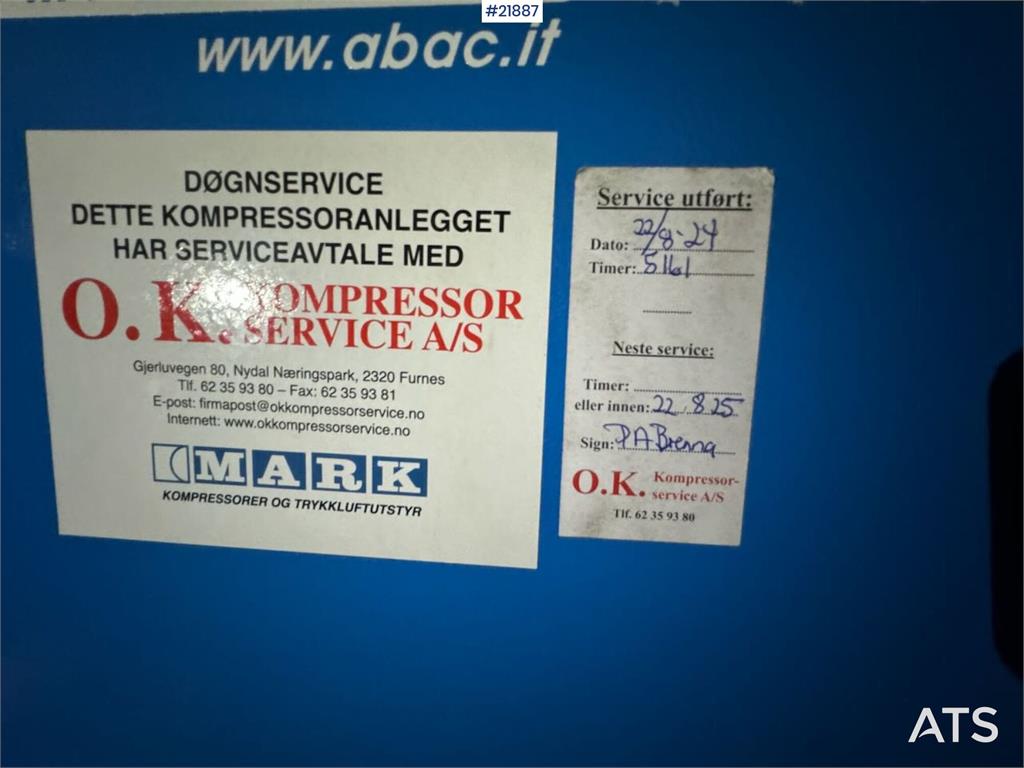 #21887
www.abac.it
DØGNSERVICE
DETTE KOMPRESSORANLEGGET
HAR SERVICEAVTALE MED
O.K. KOMPRESSOR
SERVICE A/S
Gjerluvegen 80, Nydal Næringspark, 2320 Furnes
Tlf. 62 35 93 80 – Fax: 62 35 93 81
E-post: firmapost@okkompressorservice.no
Internett: www.okkompressorservice.no
MARK
KOMPRESSORER OG TRYKKLUFTUTSTYR
Service utført:
Dato: 22/8-24
Timer: 5161
Neste service:
Timer:
eller innen: 22.8.25
Sign: P A Brenna
O.K. Kompressor-
service A/S
Tlf. 62 35 93 80
ATS